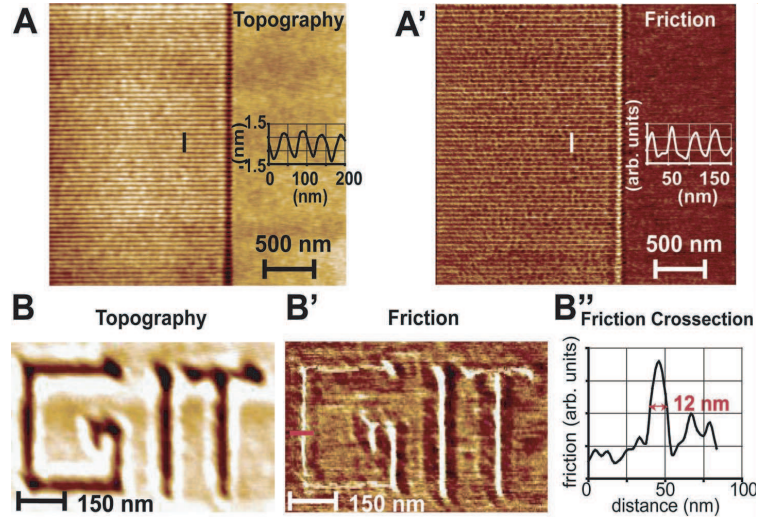 A
Topography
1.5
(nm)
-1.5
0 100 200
(nm)
500 nm
A'
Friction
(arb. units)
50 150
(nm)
500 nm
B
Topography
GIT
150 nm
B'
Friction
GIT
150 nm
B"
Friction Crossection
friction (arb. units)
12 nm
0 50 100
distance (nm)